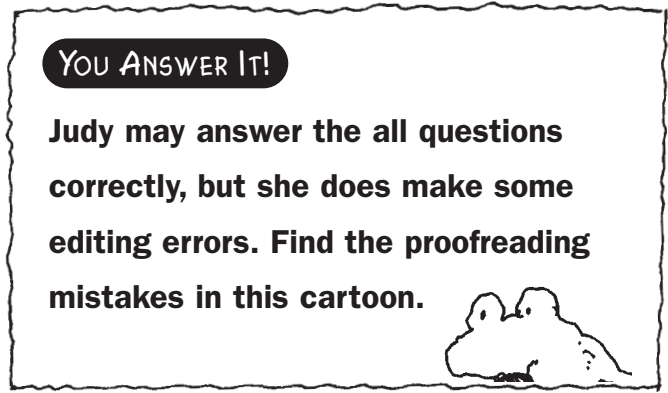 You Answer It!
Judy may answer the all questions
correctly, but she does make some
editing errors. Find the proofreading
mistakes in this cartoon.